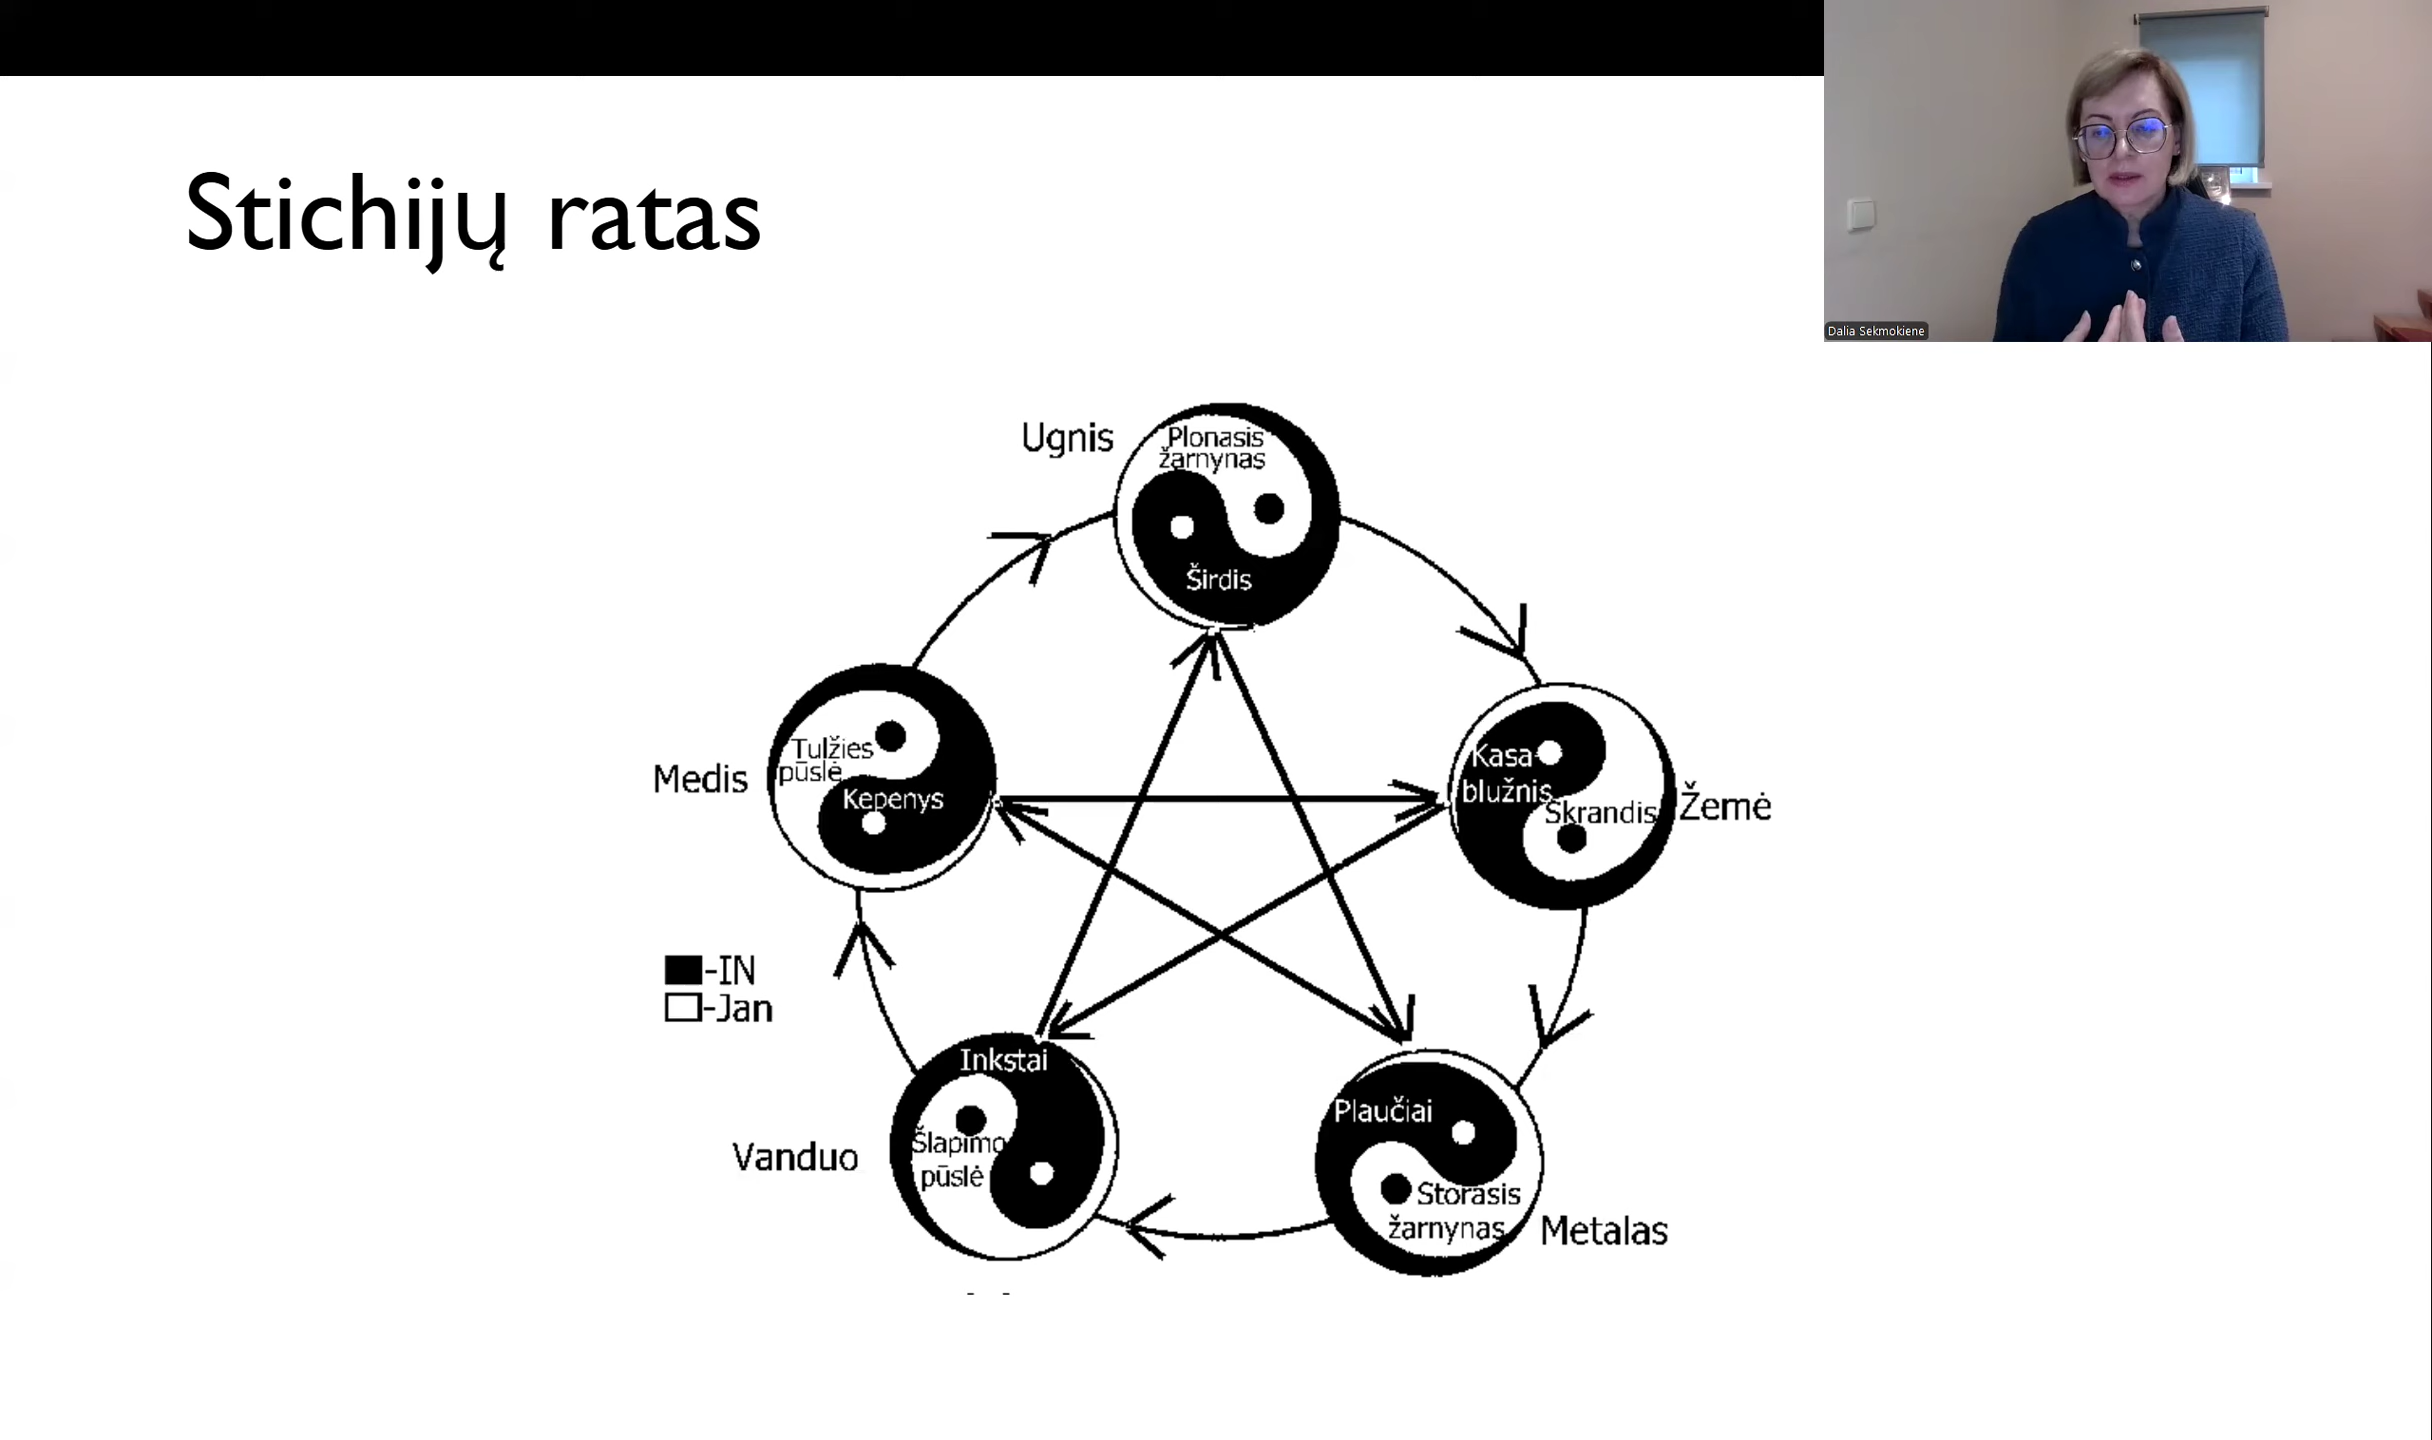 Stichijų ratas
Dalia Sekmokiene
Ugnis
Plonasis
žarnynas
Širdis
Medis
Tulžies
pūslė
Kepenys
Kasa
blužnis
Skrandis
Žemė
-IN
-Jan
Vanduo
Inkstai
Šlapimo
pūslė
Plaučiai
Storasis
žarnynas
Metalas